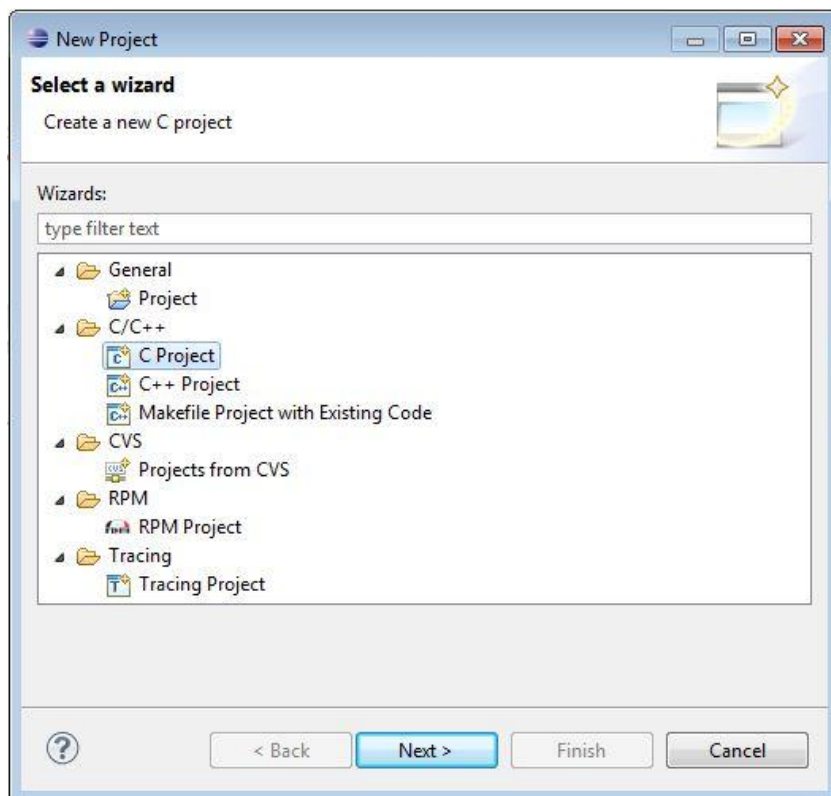 New Project
Select a wizard
Create a new C project
Wizards:
type filter text
General
Project
C/C++
C Project
C++ Project
Makefile Project with Existing Code
CVS
Projects from CVS
RPM
RPM Project
Tracing
Tracing Project
< Back Next > Finish Cancel